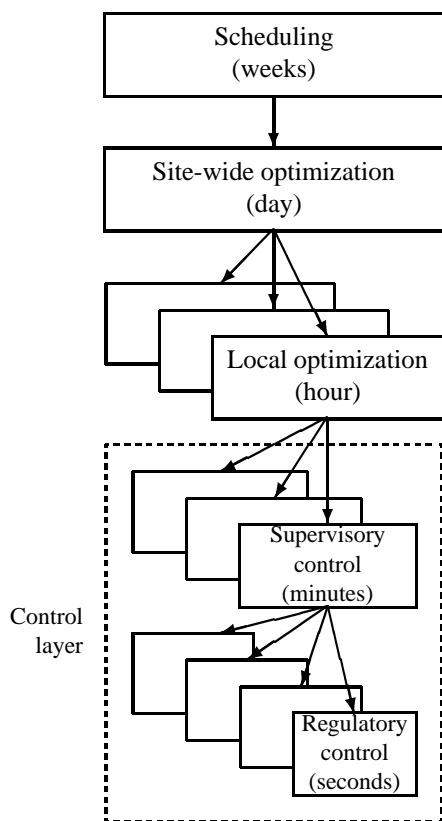 Scheduling
(weeks)
Site-wide optimization
(day)
Local optimization
(hour)
Supervisory
control
(minutes)
Control
layer
Regulatory
control
(seconds)